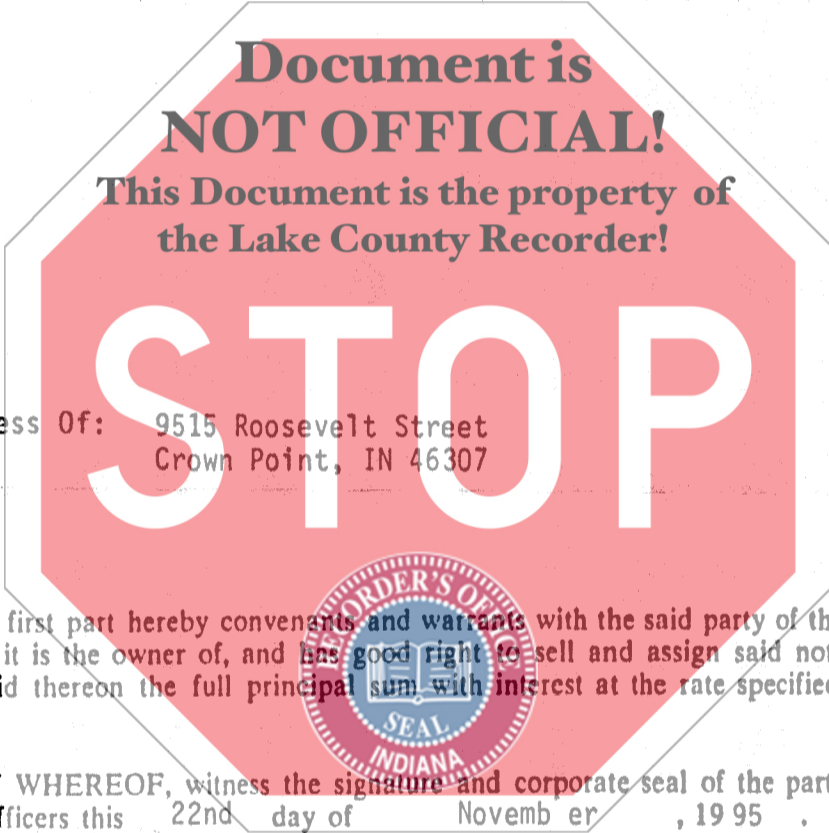 Document is
NOT OFFICIAL!
This Document is the property of
the Lake County Recorder!
STOP
ess Of: 9515 Roosevelt Street
Crown Point, IN 46307
RECORDER'S OFFICE
first part hereby convenants and warrants with the said party of th
it is the owner of, and has good right to sell and assign said not
id thereon the full principal sum with interest at the rate specified
SEAL
INDIANA
WHEREOF, witness the signature and corporate seal of the part
fficers this 22nd day of Novemb er , 19 95 .